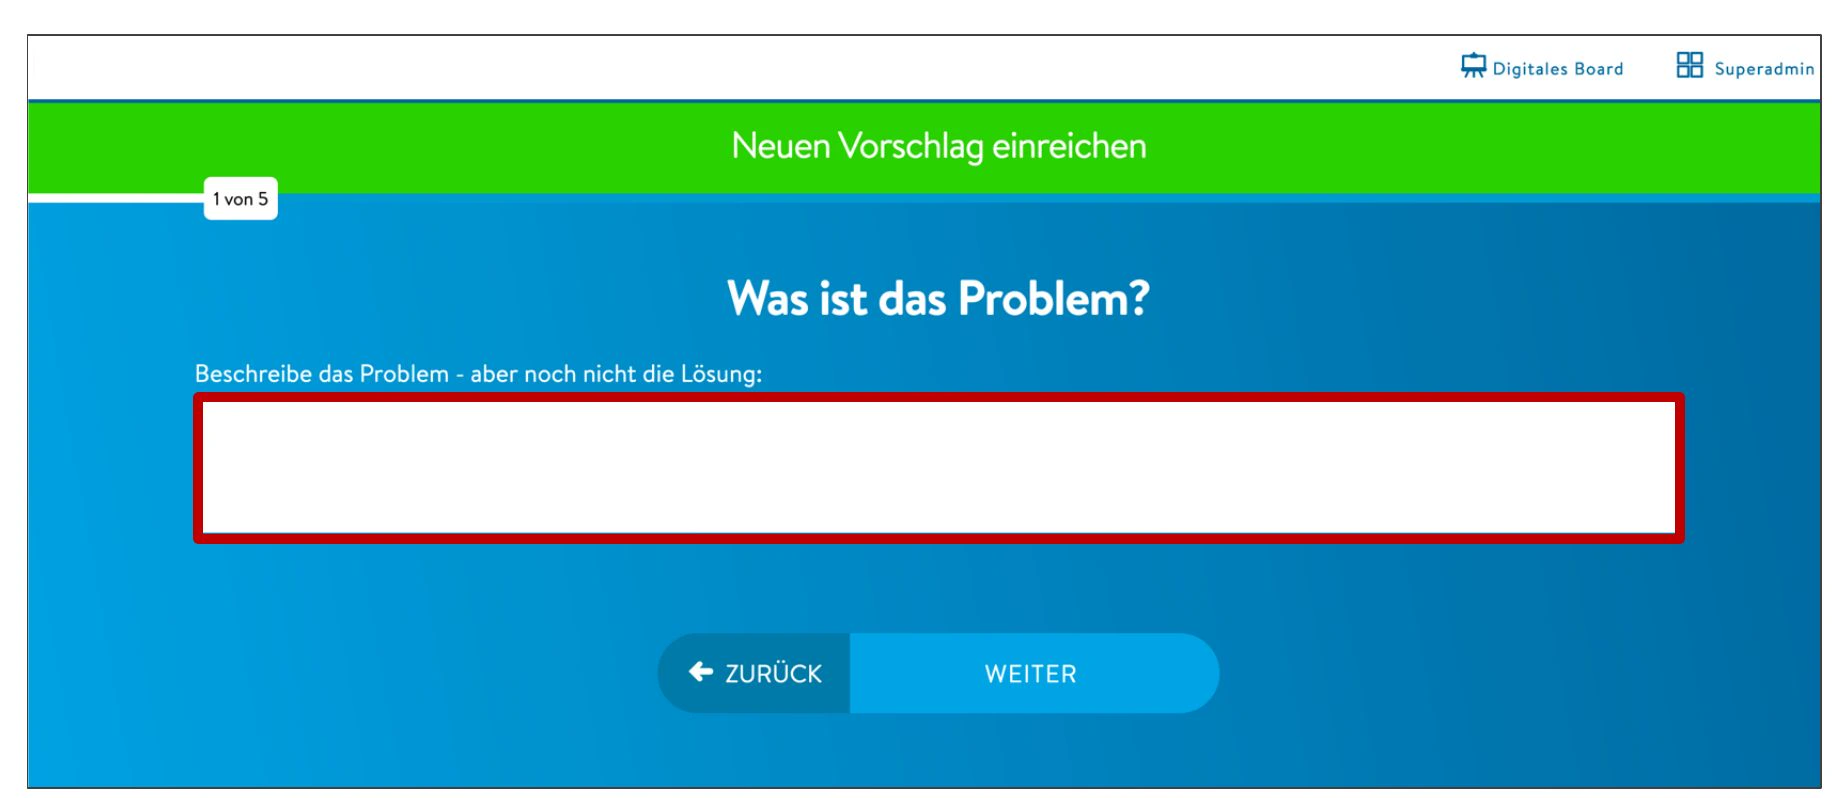 Digitales Board Superadmin
Neuen Vorschlag einreichen
1 von 5
Was ist das Problem?
Beschreibe das Problem - aber noch nicht die Lösung:
ZURÜCK WEITER